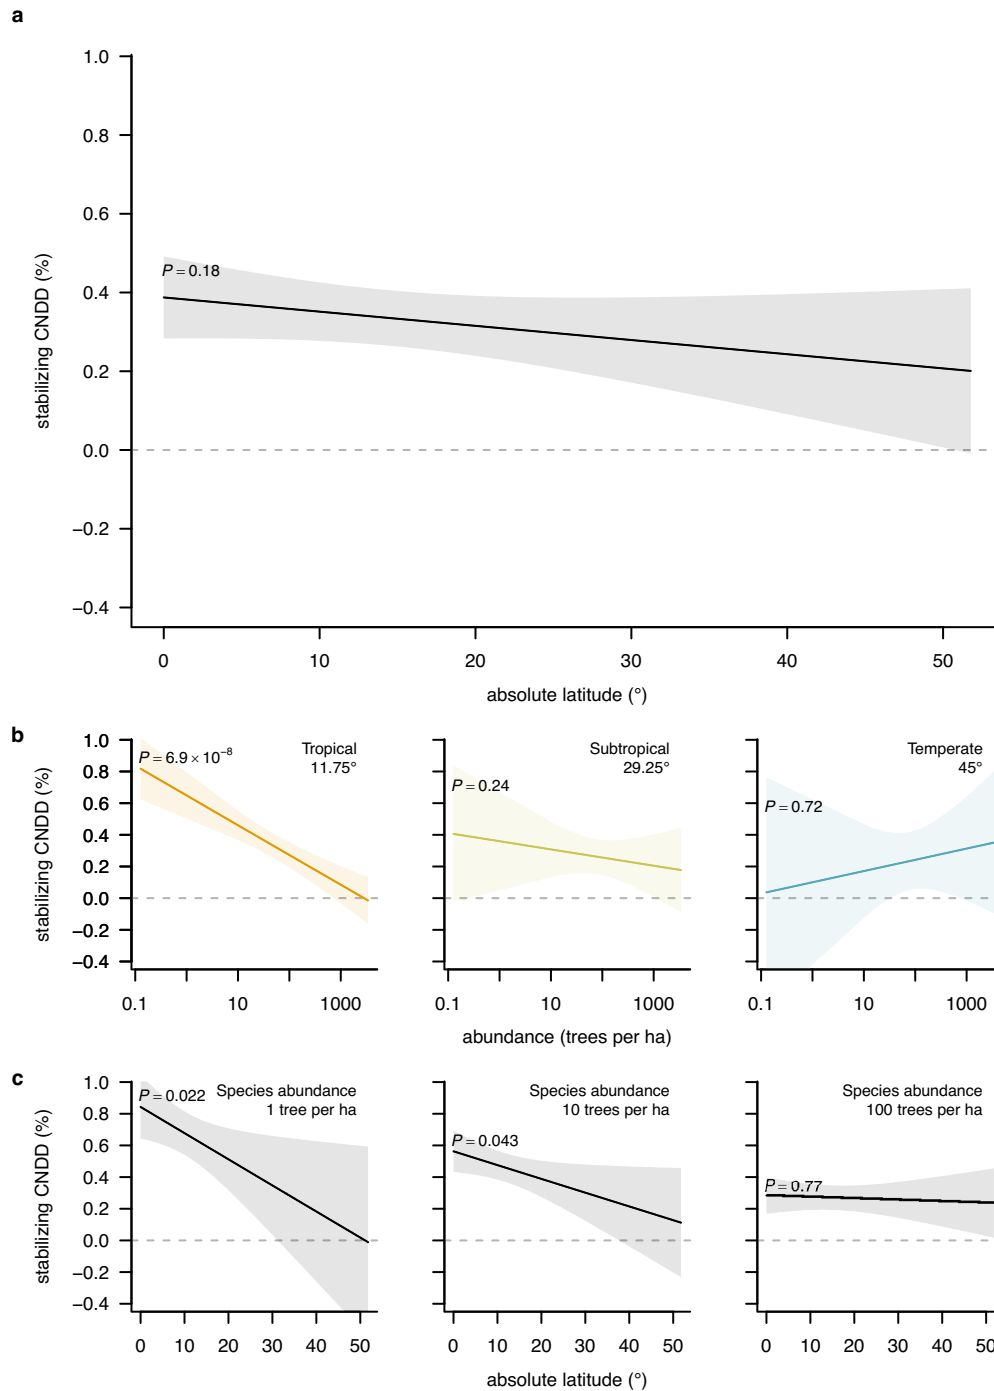 a
1.0
0.8
0.6
0.4
0.2
0.0
−0.2
−0.4
stabilizing CNDD (%)
P = 0.18
0 10 20 30 40 50
absolute latitude (°)
b
1.0
0.8
0.6
0.4
0.2
0.0
−0.2
−0.4
stabilizing CNDD (%)
P = 6.9 × 10⁻⁸
Tropical
11.75°
0.1 10 1000
P = 0.24
Subtropical
29.25°
0.1 10 1000
P = 0.72
Temperate
45°
0.1 10 1000
abundance (trees per ha)
c
1.0
0.8
0.6
0.4
0.2
0.0
−0.2
−0.4
stabilizing CNDD (%)
P = 0.022
Species abundance
1 tree per ha
0 10 20 30 40 50
P = 0.043
Species abundance
10 trees per ha
0 10 20 30 40 50
P = 0.77
Species abundance
100 trees per ha
0 10 20 30 40 50
absolute latitude (°)